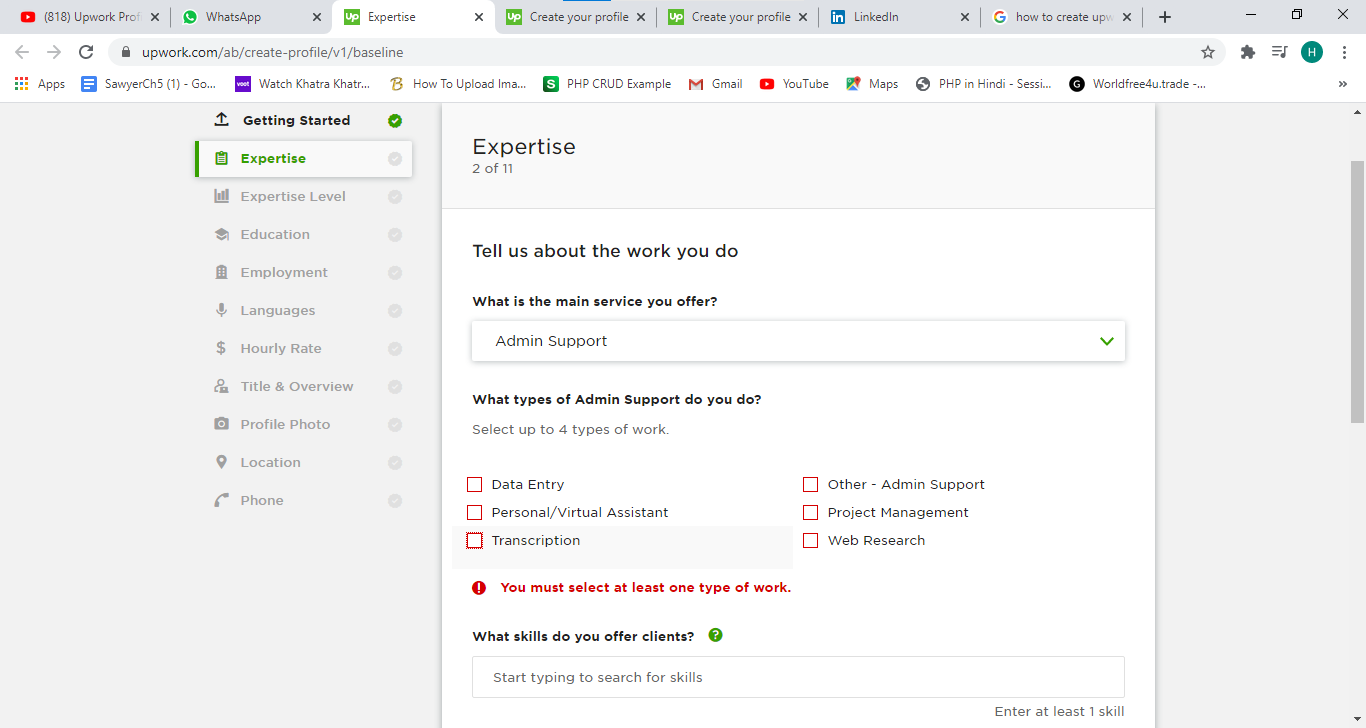 (818) Upwork Prof
WhatsApp
Expertise
Create your profile
Create your profile
LinkedIn
how to create upw
upwork.com/ab/create-profile/v1/baseline
H
Apps
SawyerCh5 (1) - Go...
Watch Khatra Khatr...
How To Upload Ima...
PHP CRUD Example
Gmail
YouTube
Maps
PHP in Hindi - Sessi...
Worldfree4u.trade -...
Getting Started
Expertise
Expertise Level
Education
Employment
Languages
Hourly Rate
Title & Overview
Profile Photo
Location
Phone
Expertise
2 of 11
Tell us about the work you do
What is the main service you offer?
Admin Support
What types of Admin Support do you do?
Select up to 4 types of work.
Data Entry
Other - Admin Support
Personal/Virtual Assistant
Project Management
Transcription
Web Research
You must select at least one type of work.
What skills do you offer clients?
Start typing to search for skills
Enter at least 1 skill